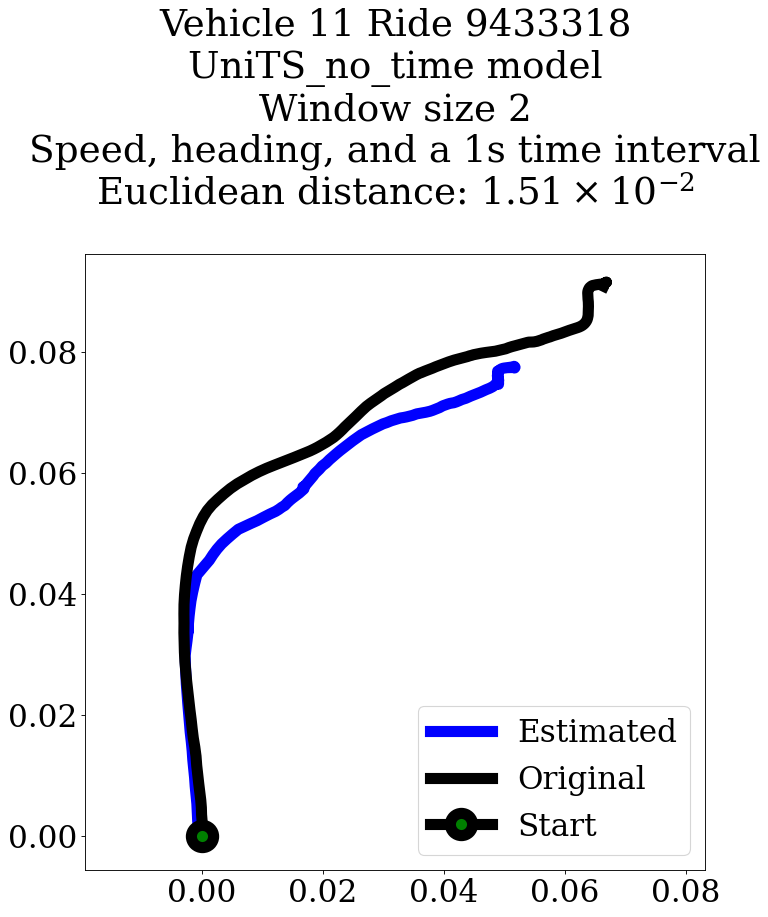 Vehicle 11 Ride 9433318
UniTS_no_time model
Window size 2
Speed, heading, and a 1s time interval
Euclidean distance: 1.51 × 10⁻²
0.08
0.06
0.04
0.02
0.00
Estimated
Original
Start
0.00 0.02 0.04 0.06 0.08